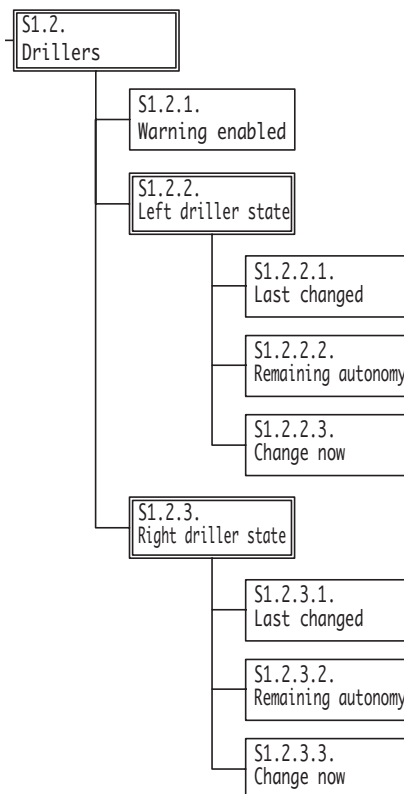 S1.2.
Drillers
S1.2.1.
Warning enabled
S1.2.2.
Left driller state
S1.2.2.1.
Last changed
S1.2.2.2.
Remaining autonomy
S1.2.2.3.
Change now
S1.2.3.
Right driller state
S1.2.3.1.
Last changed
S1.2.3.2.
Remaining autonomy
S1.2.3.3.
Change now